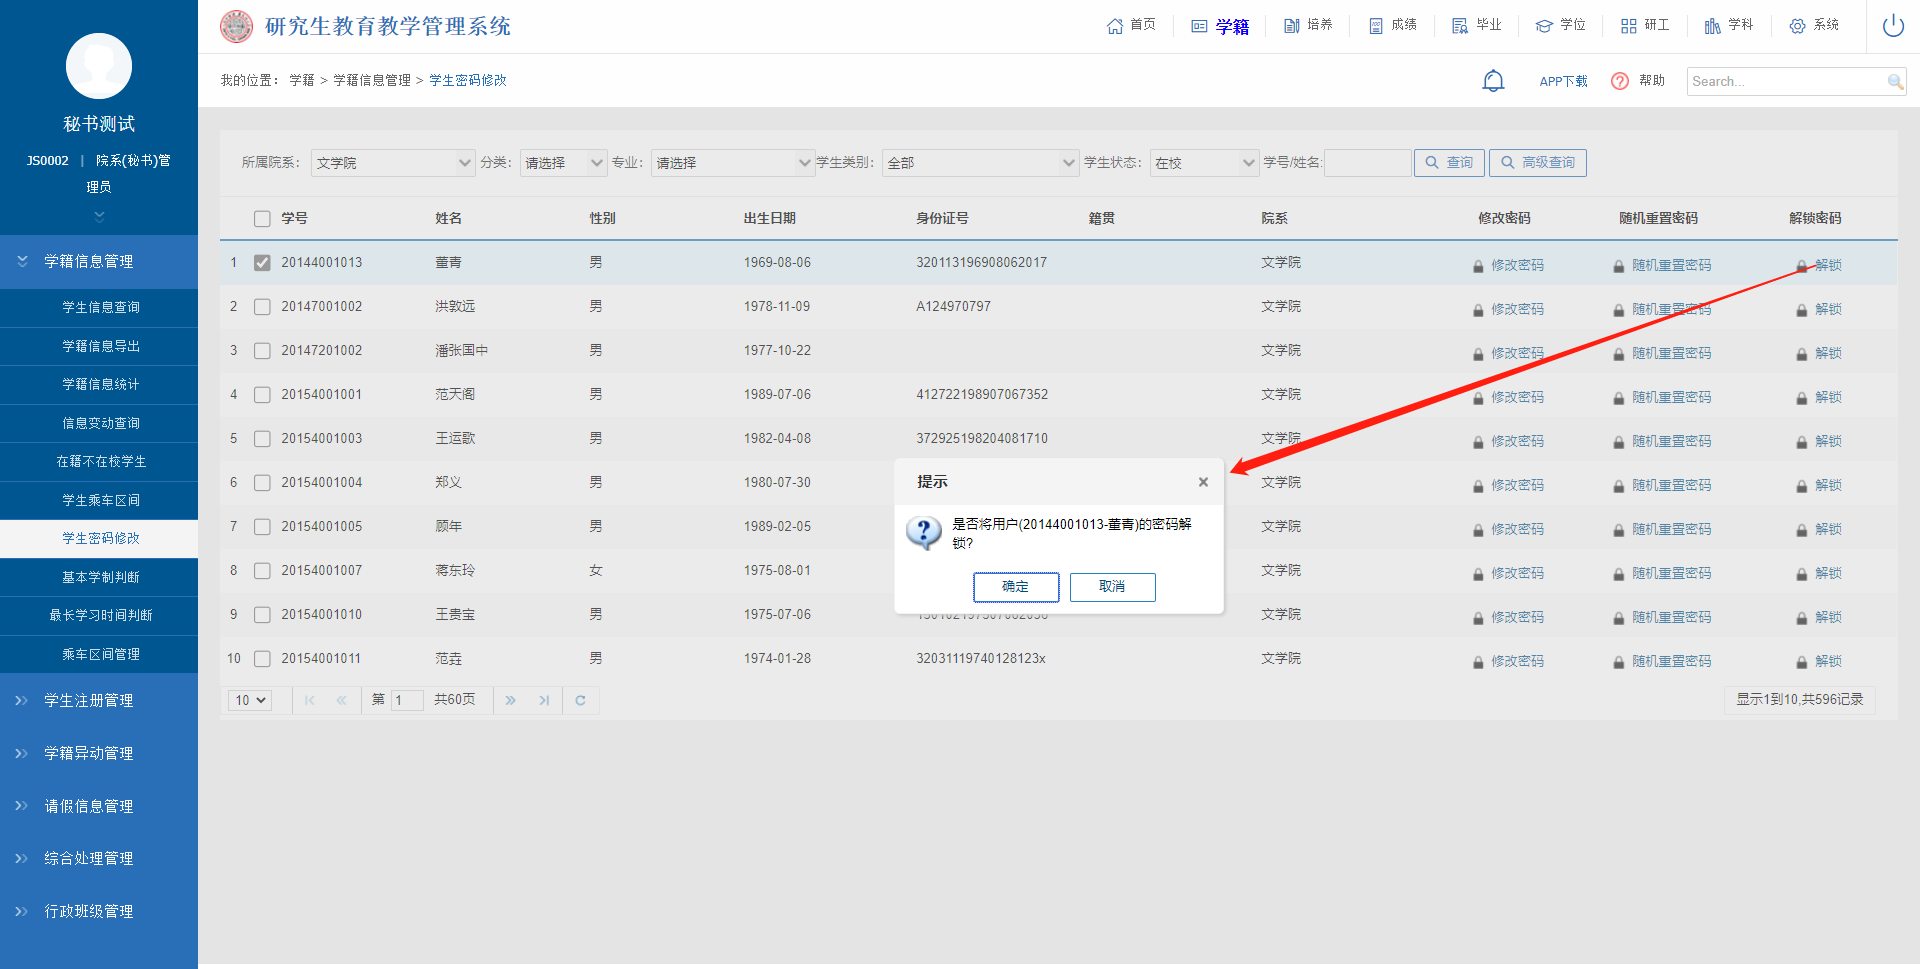 研究生教育教学管理系统
首页
学籍
培养
成绩
毕业
学位
研工
学科
系统
秘书测试
JS0002 | 院系(秘书)管
理员
我的位置： 学籍 > 学籍信息管理 > 学生密码修改
APP下载
帮助
Search...
学籍信息管理
学生信息查询
学籍信息导出
学籍信息统计
信息变动查询
在籍不在校学生
学生乘车区间
学生密码修改
基本学制判断
最长学习时间判断
乘车区间管理
学生注册管理
学籍异动管理
请假信息管理
综合处理管理
行政班级管理
所属院系： 文学院 分类： 请选择 专业： 请选择 学生类别： 全部 学生状态： 在校 学号/姓名: 查询 高级查询
学号 姓名 性别 出生日期 身份证号 籍贯 院系 修改密码 随机重置密码 解锁密码
1 20144001013 董青 男 1969-08-06 320113196908062017 文学院 修改密码 随机重置密码 解锁
2 20147001002 洪敦远 男 1978-11-09 A124970797 文学院 修改密码 随机重置密码 解锁
3 20147201002 潘张国中 男 1977-10-22 文学院 修改密码 随机重置密码 解锁
4 20154001001 范天阁 男 1989-07-06 412722198907067352 文学院 修改密码 随机重置密码 解锁
5 20154001003 王运歌 男 1982-04-08 372925198204081710 文学院 修改密码 随机重置密码 解锁
6 20154001004 郑义 男 1980-07-30 文学院 修改密码 随机重置密码 解锁
7 20154001005 顾年 男 1989-02-05 文学院 修改密码 随机重置密码 解锁
8 20154001007 蒋东玲 女 1975-08-01 文学院 修改密码 随机重置密码 解锁
9 20154001010 王贵宝 男 1975-07-06 文学院 修改密码 随机重置密码 解锁
10 20154001011 范垚 男 1974-01-28 32031119740128123x 文学院 修改密码 随机重置密码 解锁
提示
是否将用户(20144001013-董青)的密码解
锁?
确定
取消
10 第 1 共60页
显示1到10,共596记录